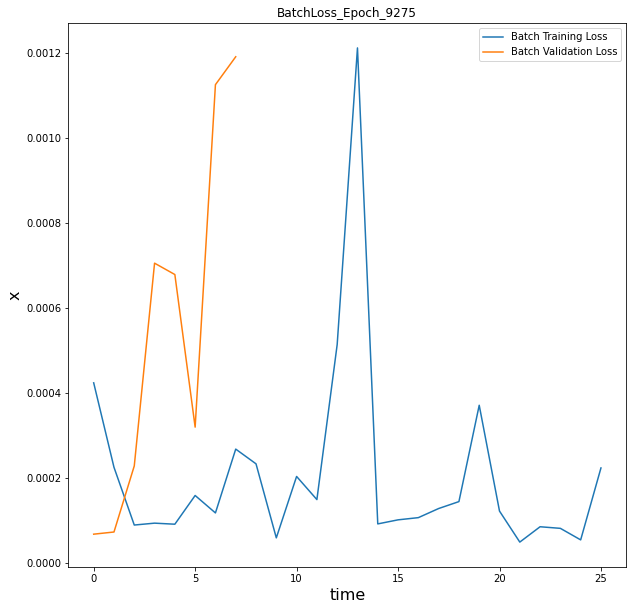 BatchLoss_Epoch_9275
Batch Training Loss
Batch Validation Loss
0.0012
0.0010
0.0008
0.0006
0.0004
0.0002
0.0000
x
0 5 10 15 20 25
time